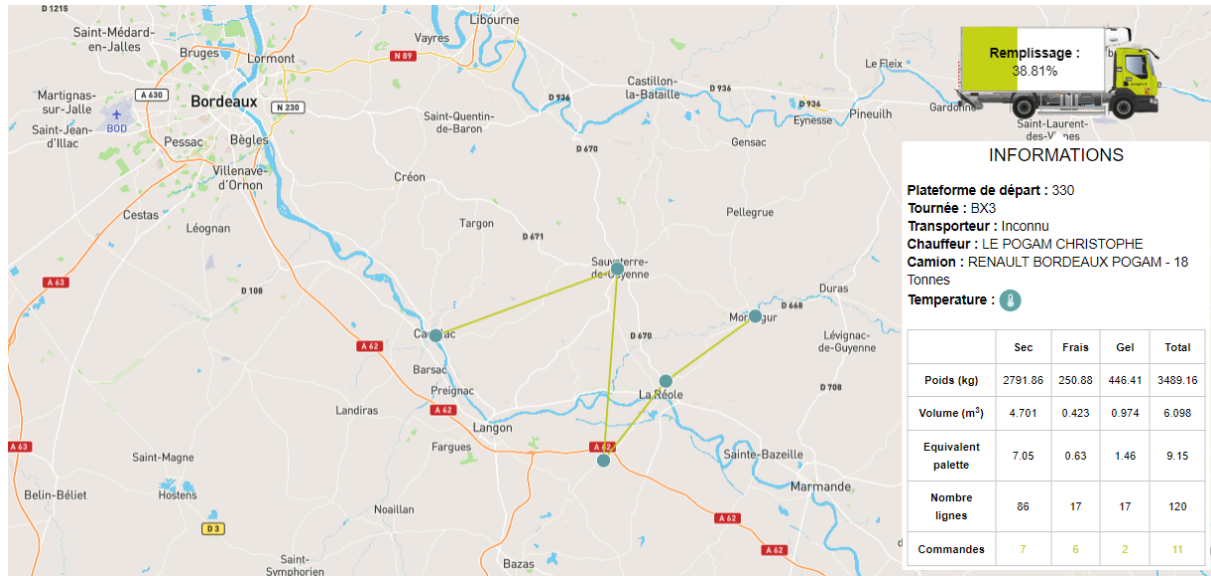 D 1215
Saint-Médard-
en-Jalles
Bruges
Lormont
Vayres
Libourne
N 89
Martignas-
sur-Jalle
A 630
Bordeaux
N 230
BOD
Saint-Jean-
d'Illac
Pessac
Bègles
Villenave-
d'Ornon
Cestas
Léognan
Créon
Saint-Quentin-
de-Baron
D 936
Castillon-
la-Bataille
D 936
D 936
Eynesse
Pineuilh
Le Fleix
Gardonne
Saint-Laurent-
des-Vignes
D 670
Gensac
Pellegrue
Targon
D 671
Sauveterre-
de-Guyenne
A 63
D 108
Duras
D 668
Lévignac-
de-Guyenne
D 670
A 62
Barsac
Preignac
A 62
Landiras
Langon
Fargues
La Réole
D 708
A 62
Sainte-Bazeille
Marmande
A 63
Saint-Magne
Belin-Béliet
Hostens
D 3
Noaillan
Saint-
Symphorien
Bazas
A 62
A 62
Remplissage :
38.81%
INFORMATIONS
Plateforme de départ : 330
Tournée : BX3
Transporteur : Inconnu
Chauffeur : LE POGAM CHRISTOPHE
Camion : RENAULT BORDEAUX POGAM - 18
Tonnes
Temperature :
Sec Frais Gel Total
Poids (kg) 2791.86 250.88 446.41 3489.16
Volume (m³) 4.701 0.423 0.974 6.098
Equivalent
palette 7.05 0.63 1.46 9.15
Nombre
lignes 86 17 17 120
Commandes 7 6 2 11